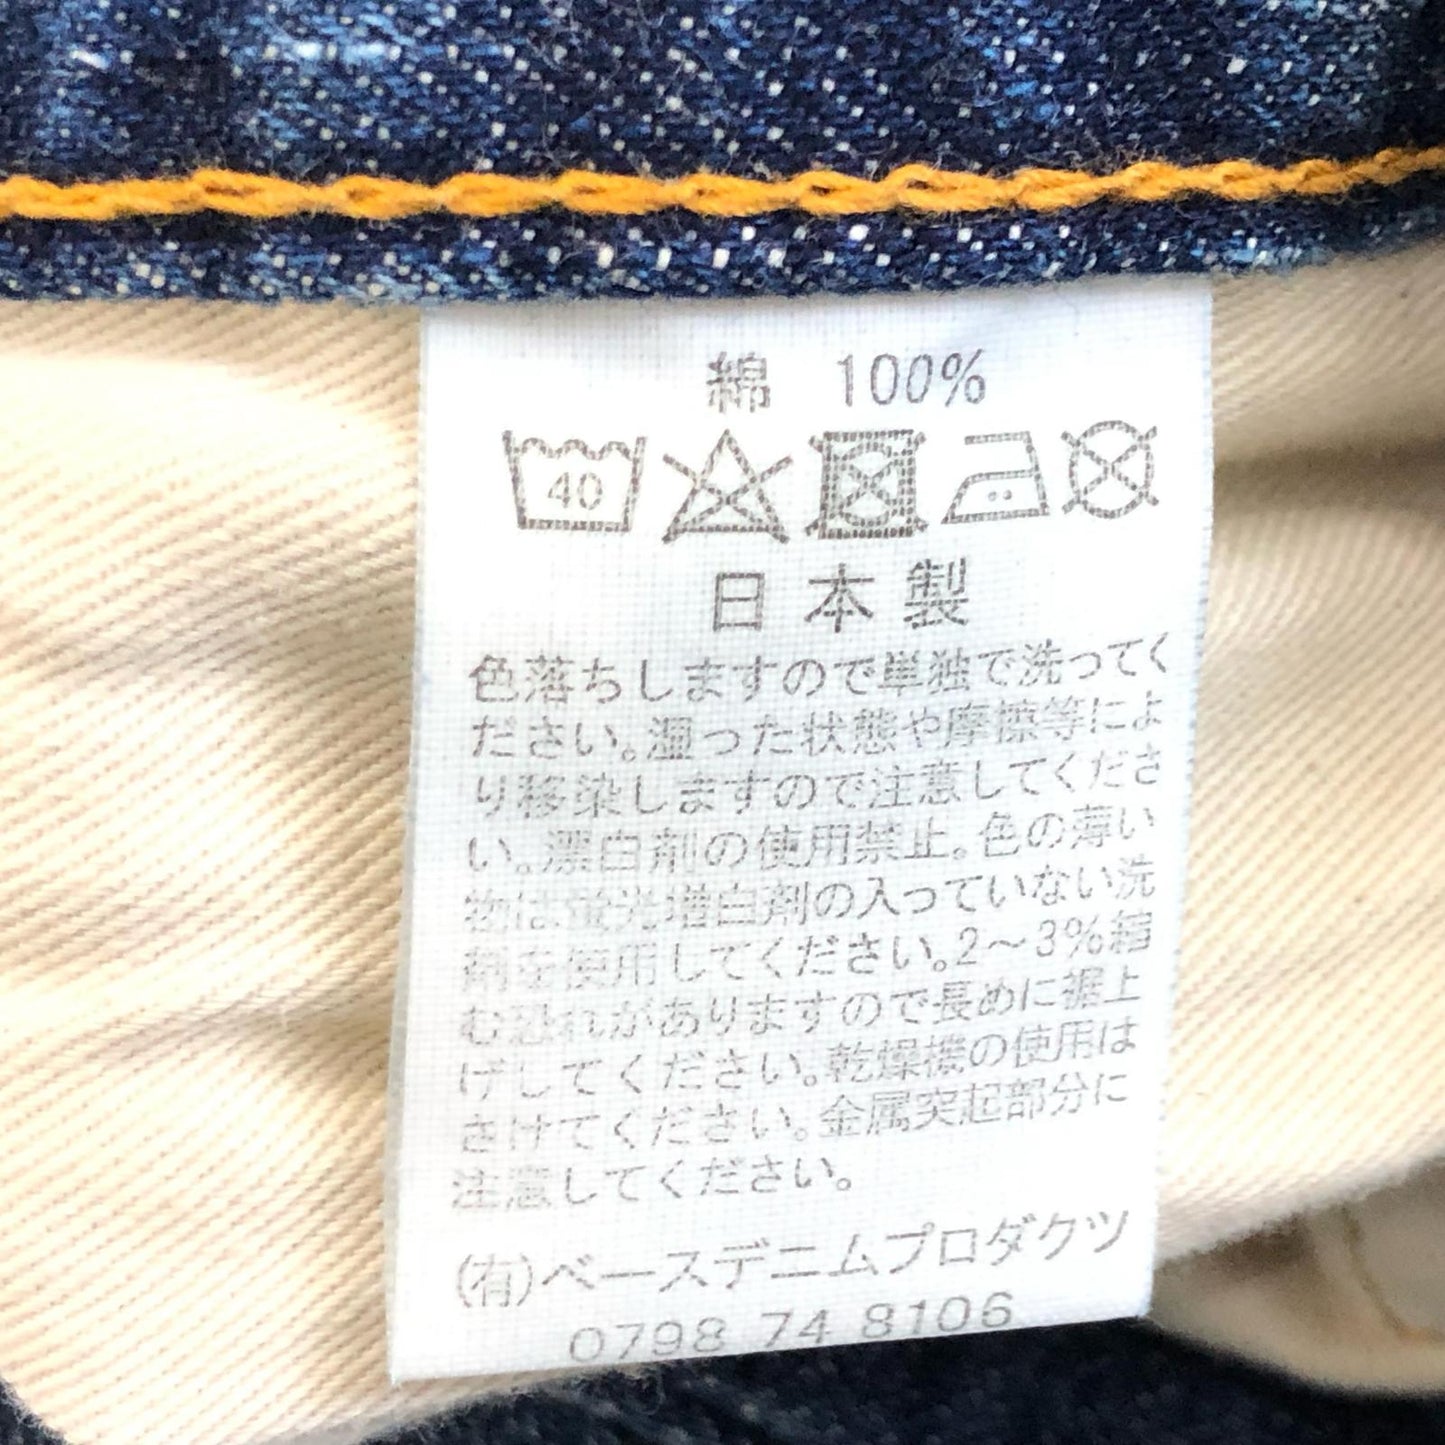 綿 100%
40
日本製
色落ちしますので単独で洗ってく
ださい。湿った状態や摩擦等によ
り移染しますので注意してくださ
い。漂白剤の使用禁止。色の薄い
物は蛍光増白剤の入っていない洗
剤を使用してください。2〜3%縮
む恐れがありますので長めに裾上
げしてください。乾燥機の使用は
さけてください。金属突起部分に
注意してください。
(有)ベースデニムプロダクツ
0798 74 8106